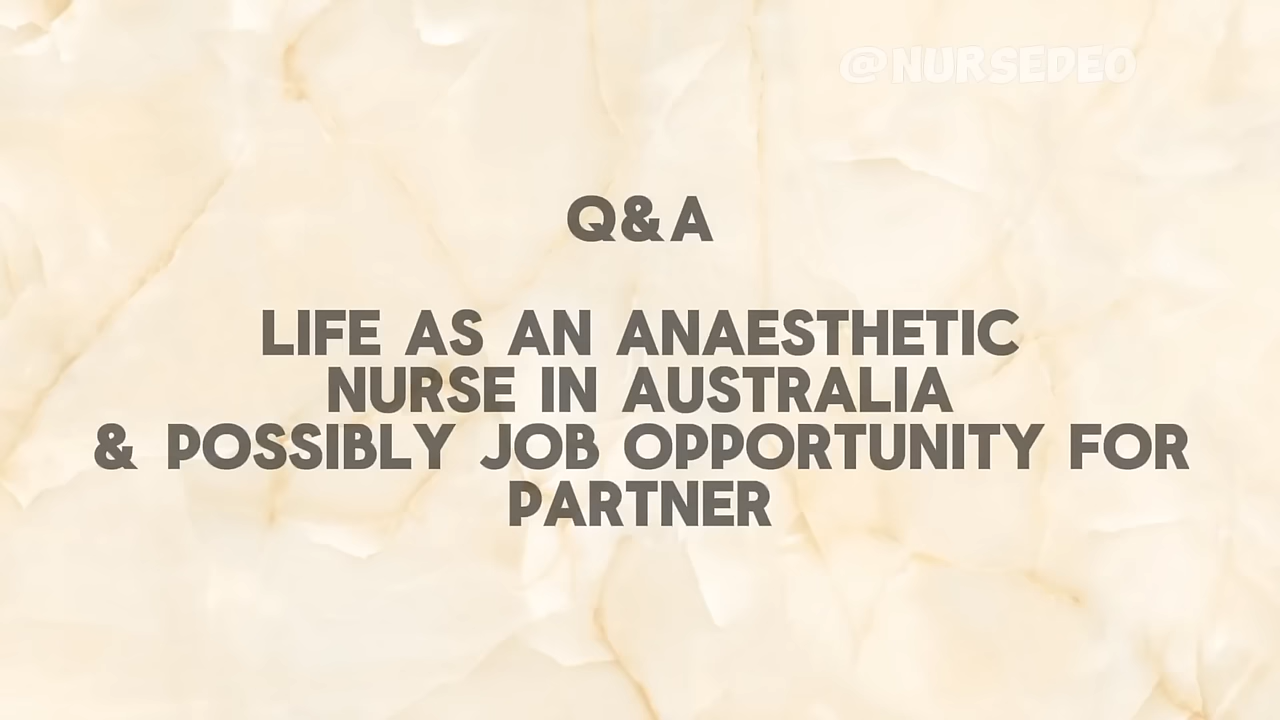 @NURSEDEO
Q&A
LIFE AS AN ANAESTHETIC
NURSE IN AUSTRALIA
& POSSIBLY JOB OPPORTUNITY FOR
PARTNER